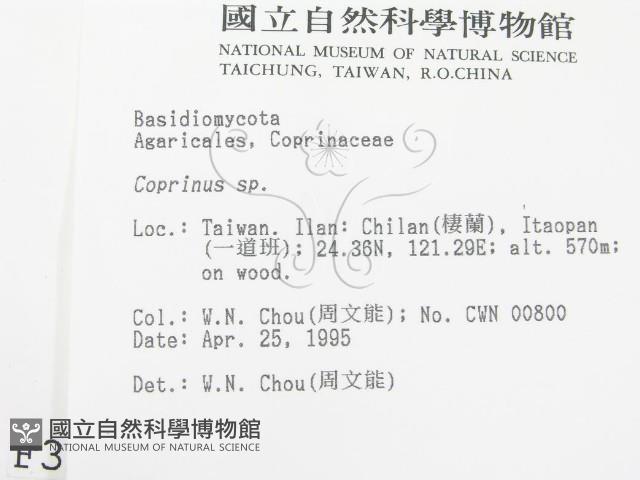 國立自然科學博物館
NATIONAL MUSEUM OF NATURAL SCIENCE
TAICHUNG, TAIWAN, R.O.CHINA
Basidiomycota
Agaricales, Coprinaceae
Coprinus sp.
Loc.: Taiwan. Ilan: Chilan(棲蘭), Itaopan
(一道班); 24.36N, 121.29E; alt. 570m;
on wood.
Col.: W.N. Chou(周文能); No. CWN 00800
Date: Apr. 25, 1995
Det.: W.N. Chou(周文能)
國立自然科學博物館
NATIONAL MUSEUM OF NATURAL SCIENCE
F3